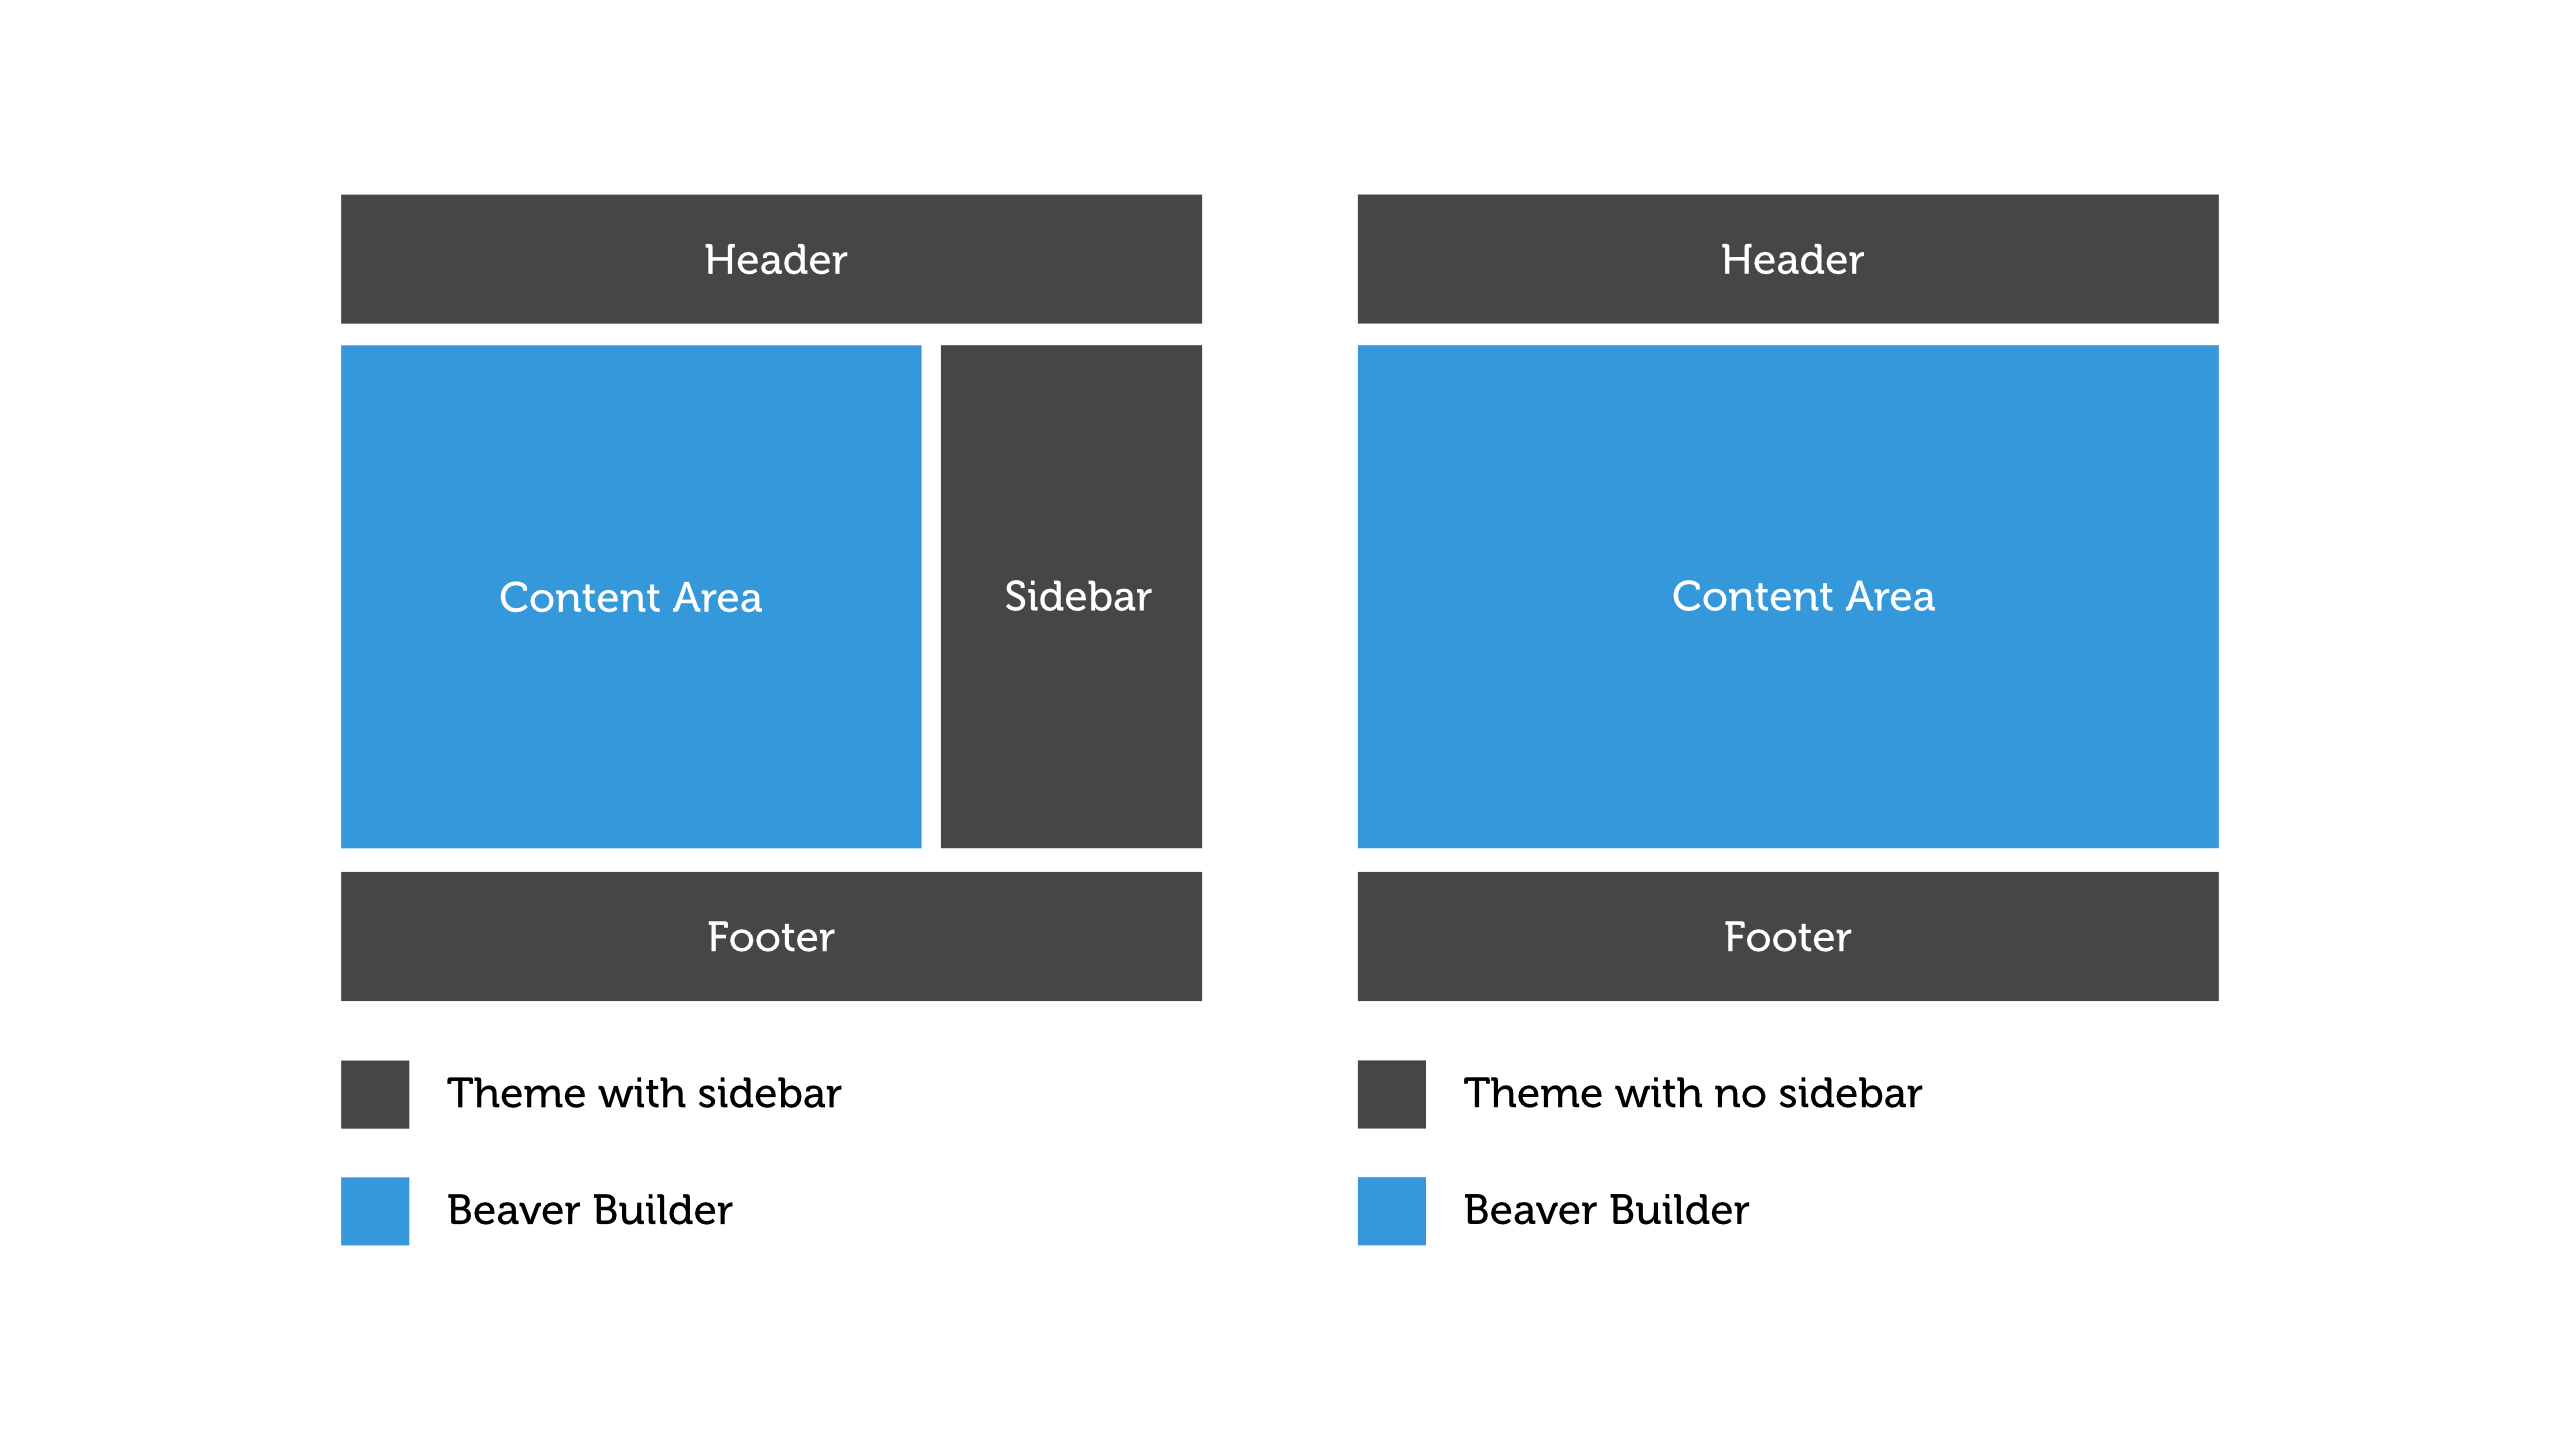 Header
Content Area
Sidebar
Footer
Theme with sidebar
Beaver Builder
Header
Content Area
Footer
Theme with no sidebar
Beaver Builder